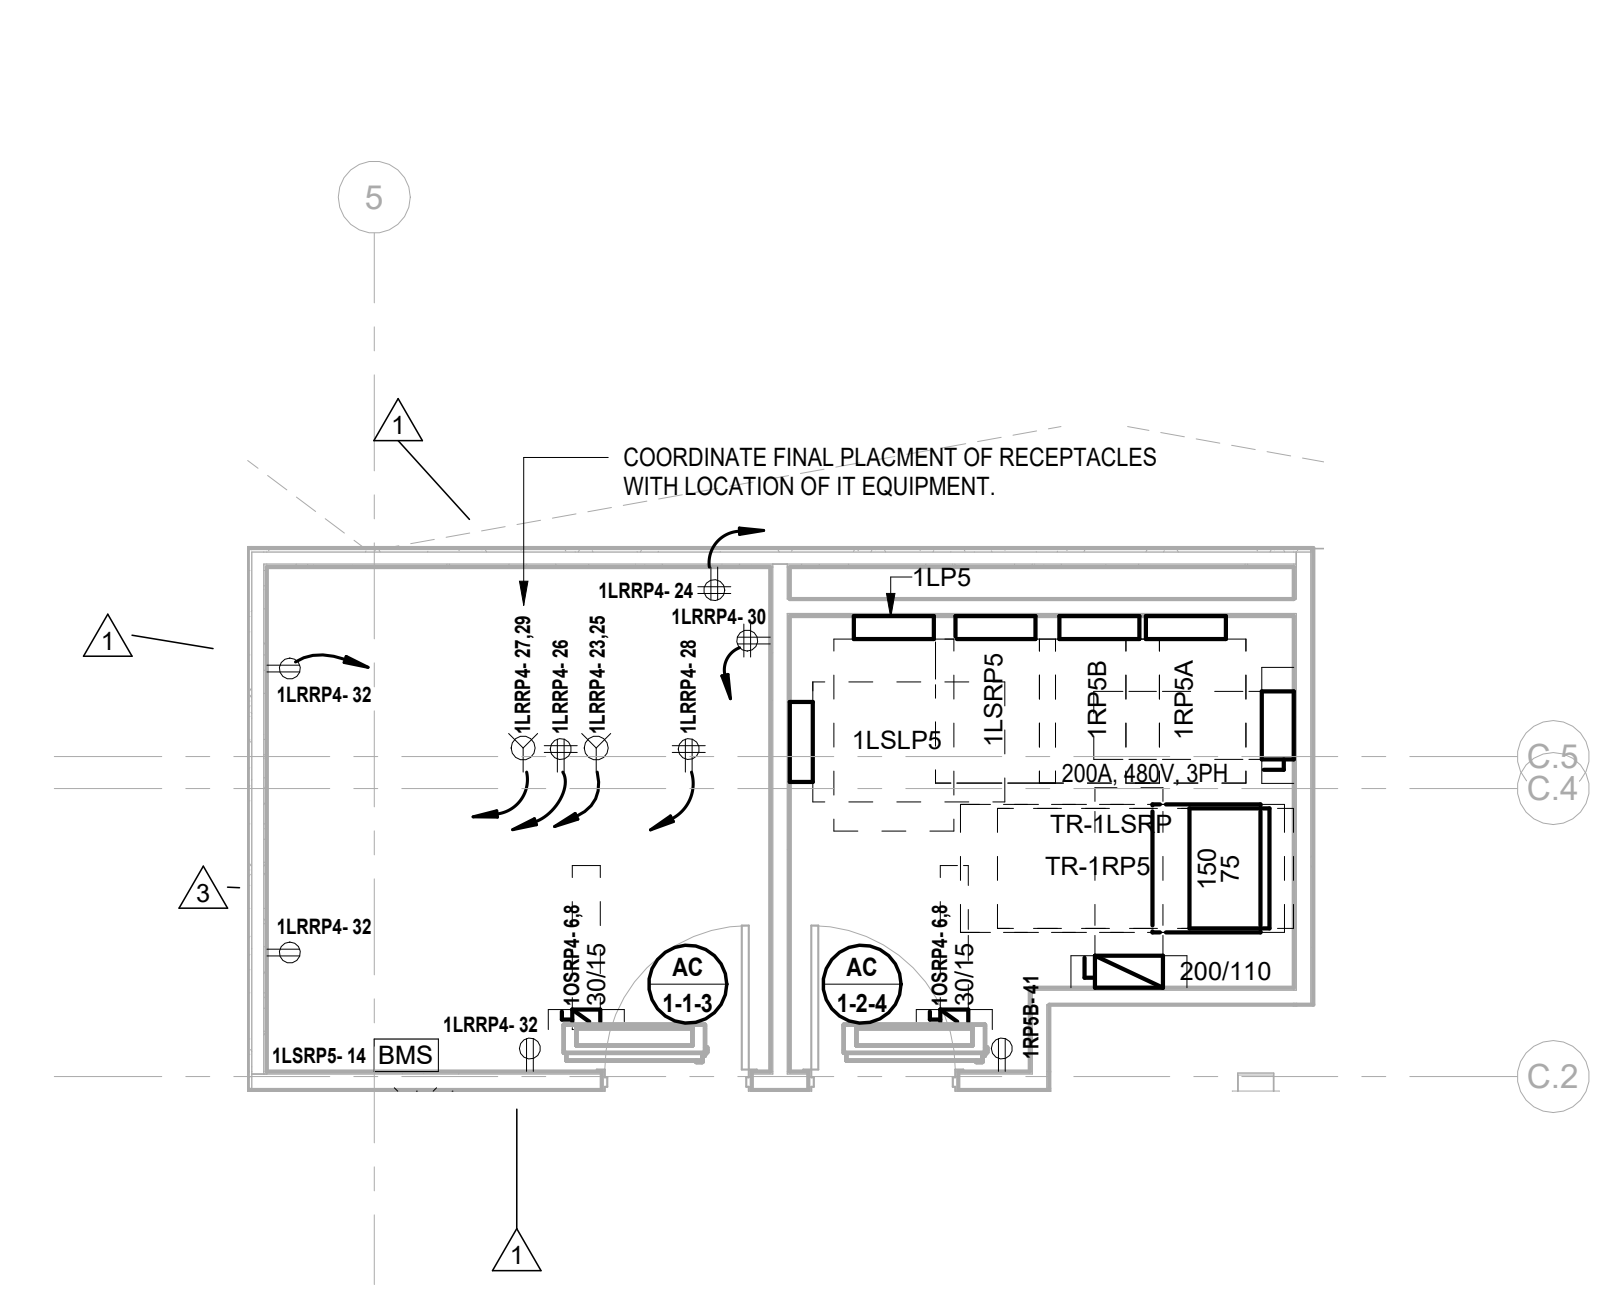 5
1
COORDINATE FINAL PLACMENT OF RECEPTACLES
WITH LOCATION OF IT EQUIPMENT.
1LRRP4- 24
1LP5
1LRRP4- 30
1
1LRRP4- 32
1LRRP4- 27,29
1LRRP4- 26
1LRRP4- 23,25
1LRRP4- 28
1LSLP5
1LSRP5
1RP5B
1RP5A
C.5
C.4
200A, 480V, 3PH
TR-1LSRP
TR-1RP5
150
75
3
1LRRP4- 32
1OSRP4- 6,8
30/15
AC
1-1-3
AC
1-2-4
1OSRP4- 6,8
30/15
200/110
1RP5B- 41
1LRRP4- 32
1LSRP5- 14
BMS
C.2
1